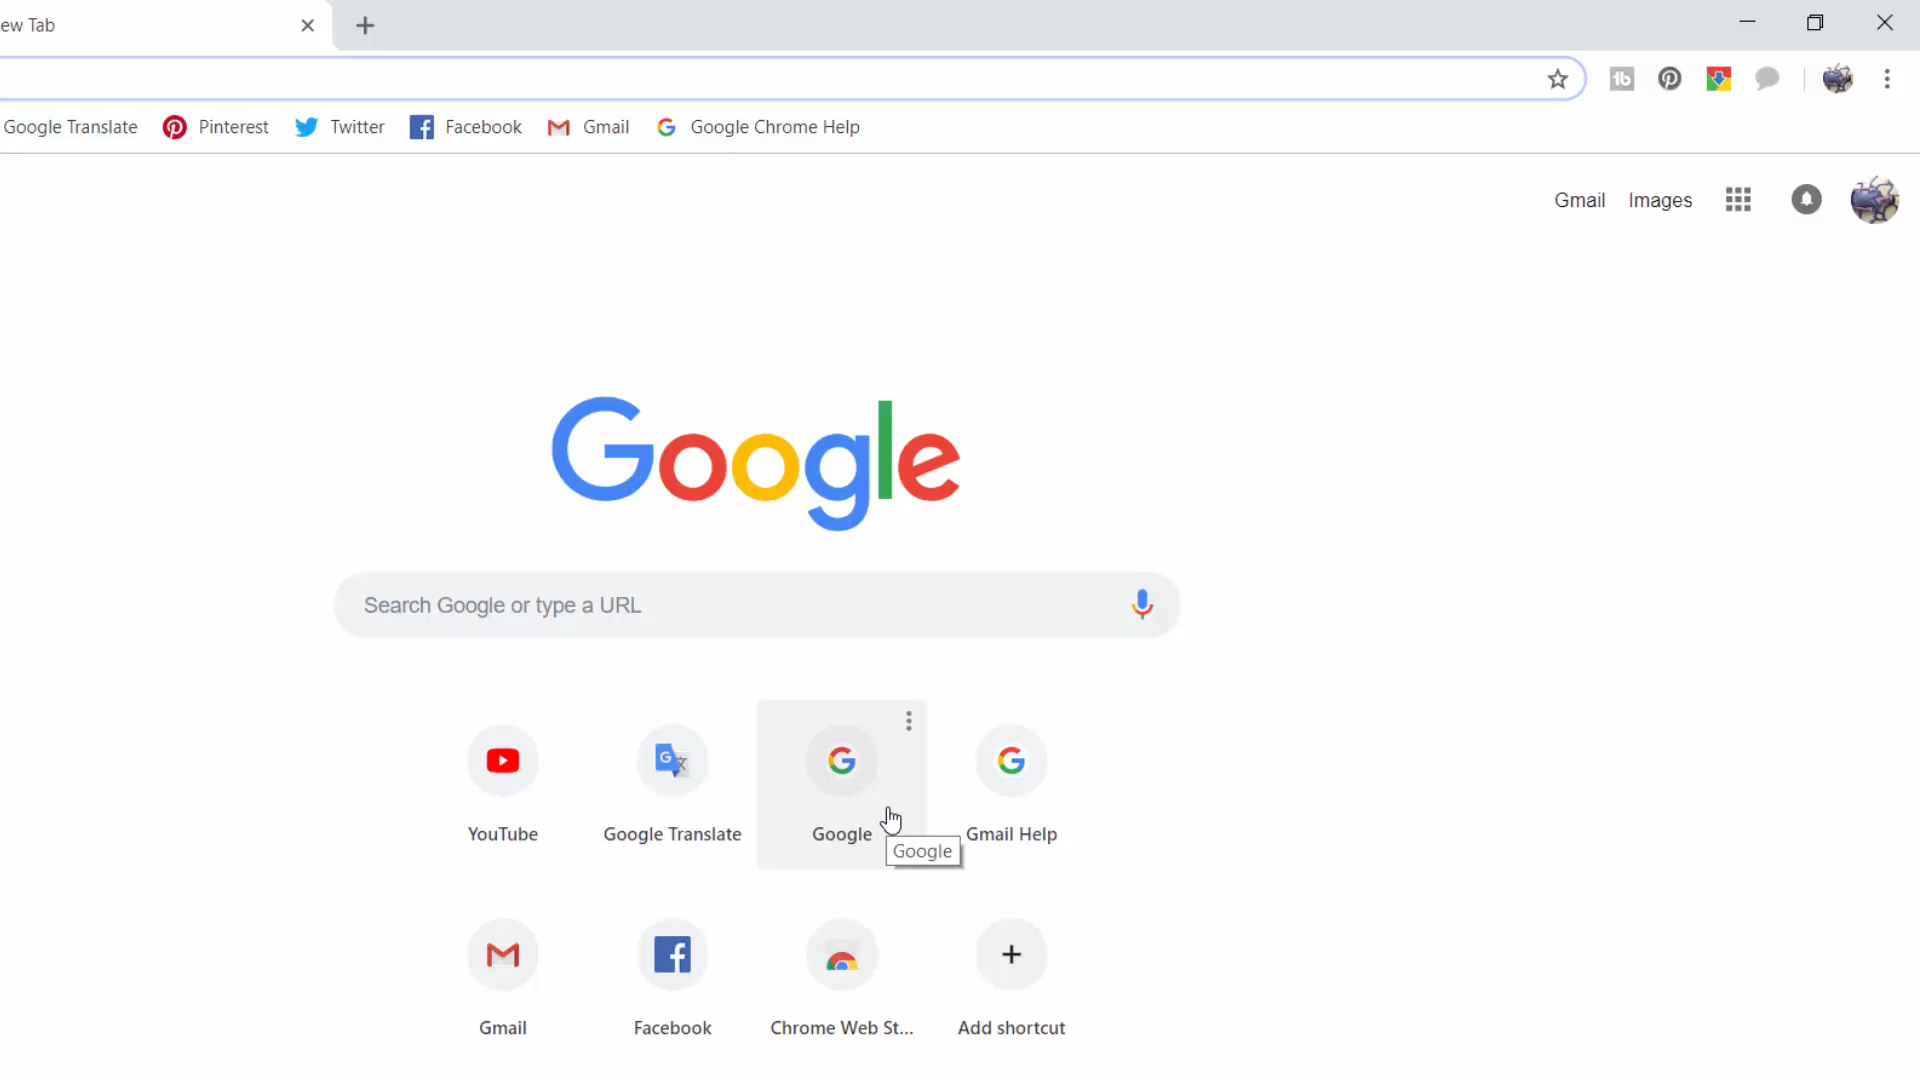 ew Tab
Google Translate Pinterest Twitter Facebook Gmail Google Chrome Help
Gmail Images
Google
Search Google or type a URL
YouTube Google Translate Google Gmail Help
Google
Gmail Facebook Chrome Web St... Add shortcut